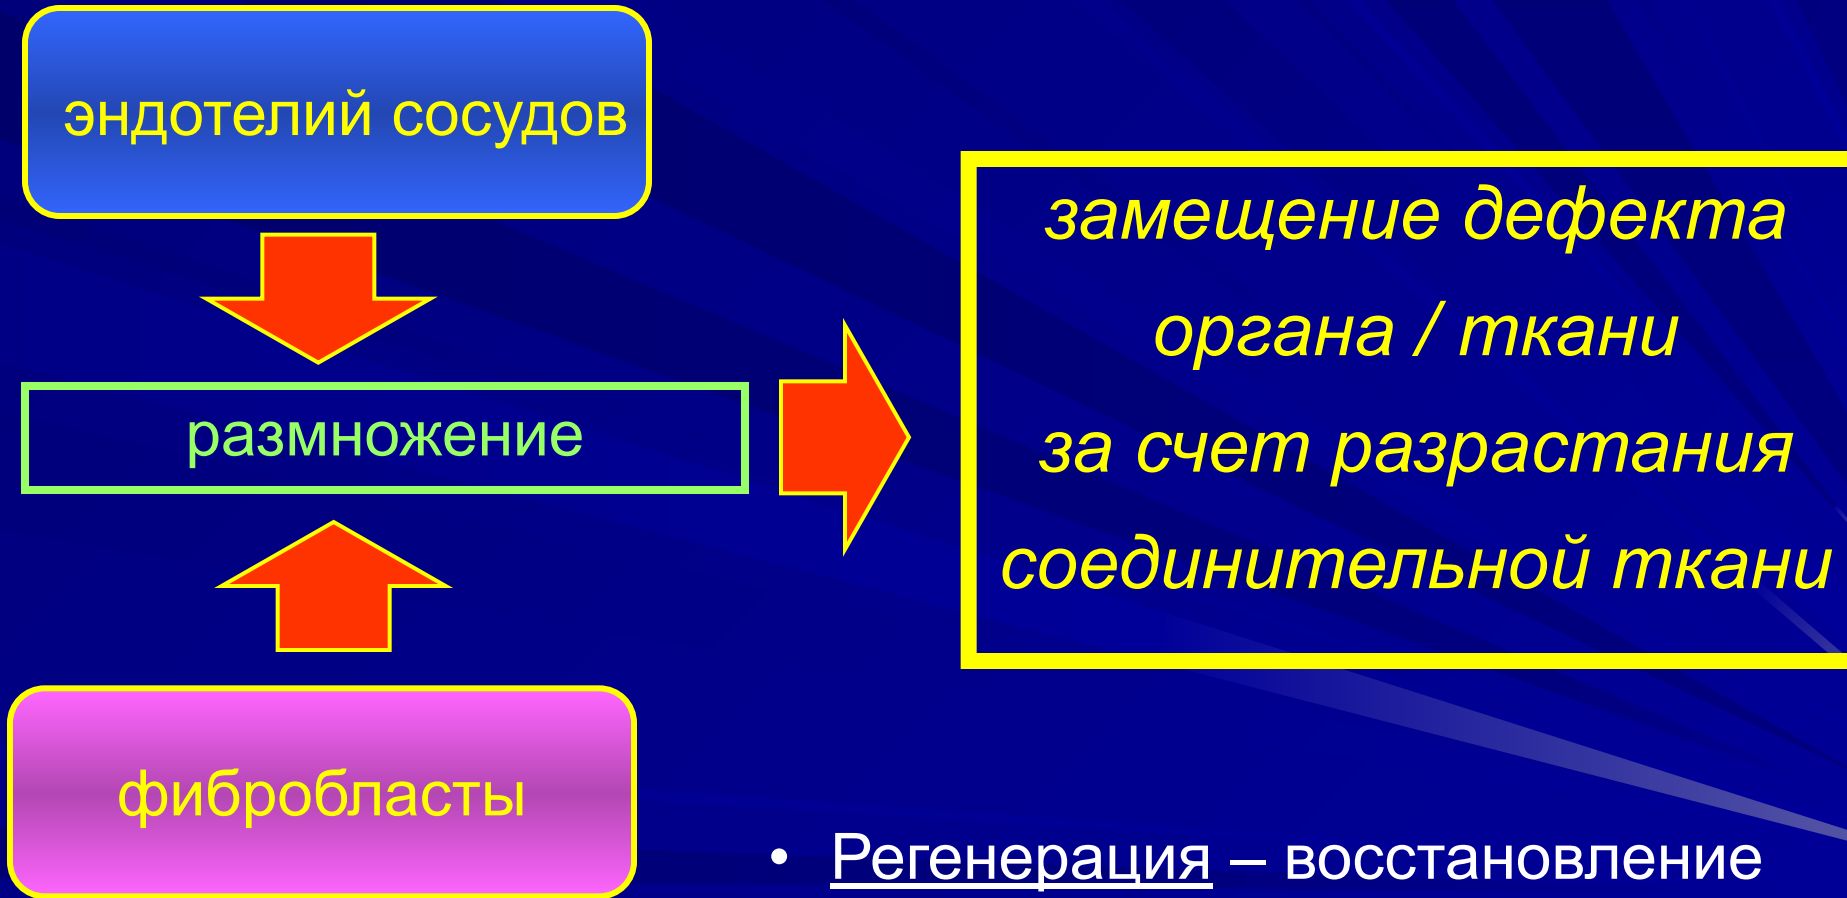 эндотелий сосудов
размножение
фибробласты
замещение дефекта
органа / ткани
за счет разрастания
соединительной ткани
• Регенерация – восстановление